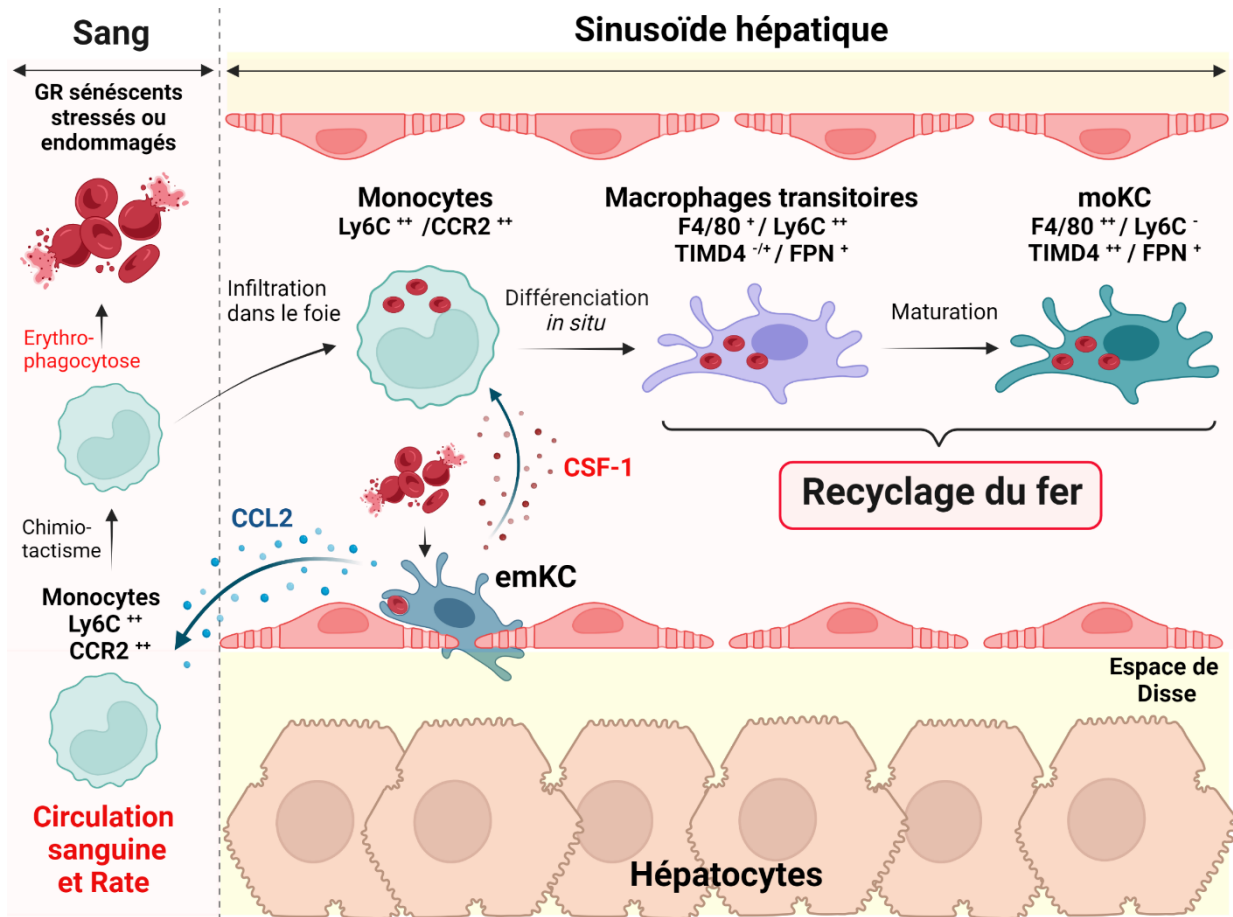 Sang
Sinusoïde hépatique
GR sénéscents
stressés ou
endommagés
Monocytes
Ly6C ++ /CCR2 ++
Macrophages transitoires
F4/80 + / Ly6C ++
TIMD4 -/+ / FPN +
moKC
F4/80 ++ / Ly6C -
TIMD4 ++ / FPN +
Infiltration
dans le foie
Différenciation
in situ
Maturation
Erythro-
phagocytose
CSF-1
Recyclage du fer
CCL2
Chimio-
tactisme
emKC
Monocytes
Ly6C ++
CCR2 ++
Espace de
Disse
Circulation
sanguine
et Rate
Hépatocytes